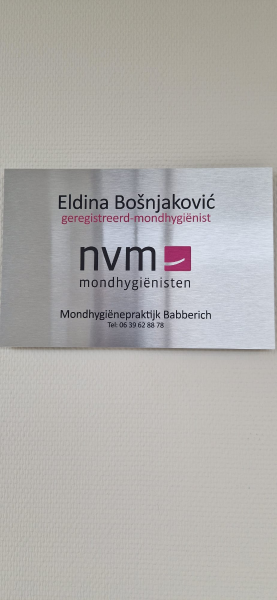 Eldina Bošnjaković
geregistreerd-mondhygiënist
nvm
mondhygiënisten
Mondhygiënepraktijk Babberich
Tel: 06 39 62 88 78